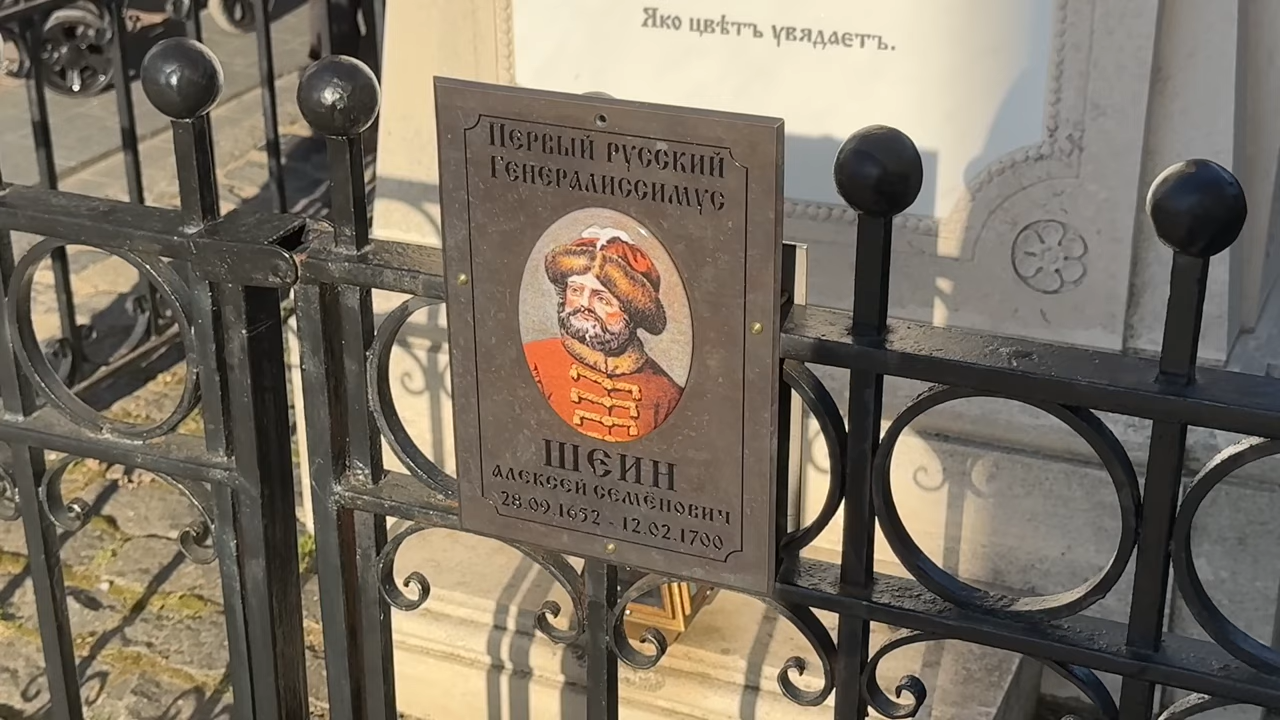 Яко цвѣтъ увядаетъ.
Первый русский
Генералиссимус
ШЕИН
АЛЕКСЕЙ СЕМЁНОВИЧ
28.09.1652 - 12.02.1700